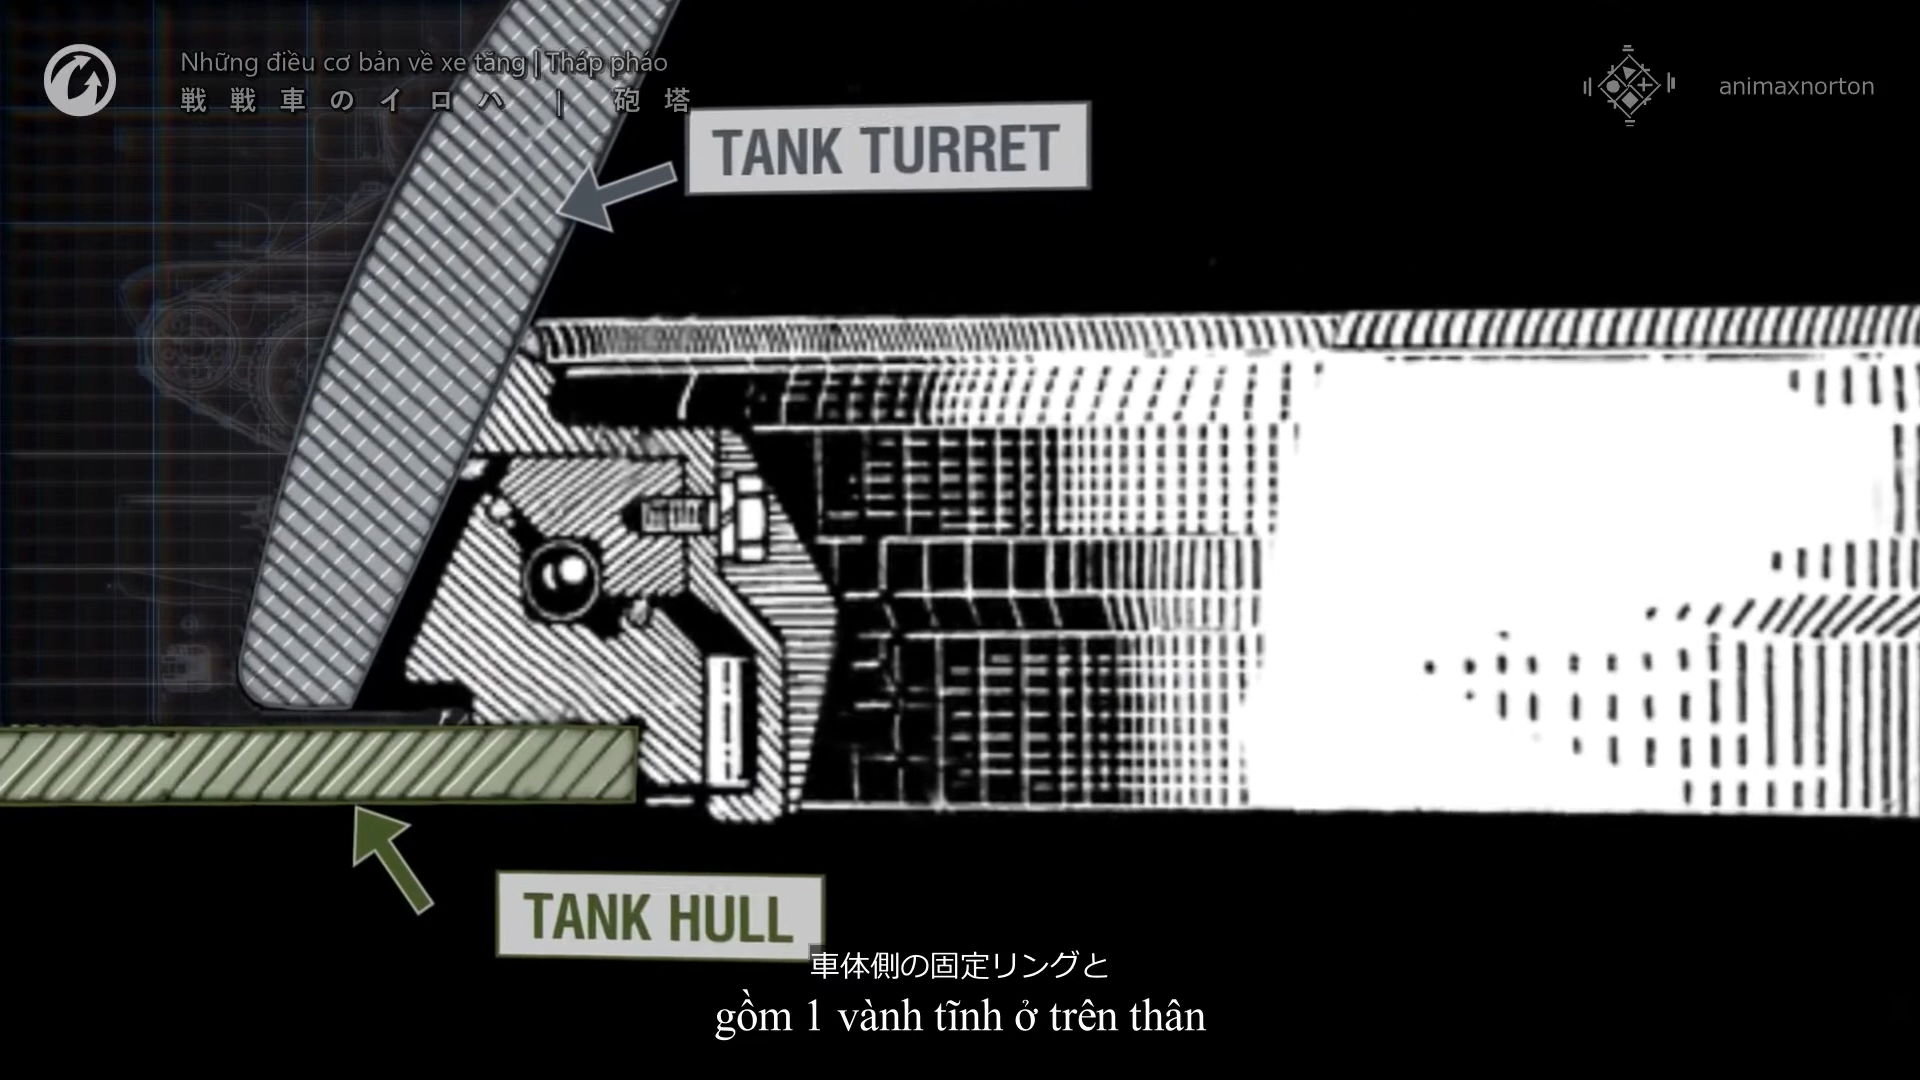 Những điều cơ bản về xe tăng | Tháp pháo
戦戦車のイロハ | 砲塔
animaxnorton
TANK TURRET
TANK HULL
車体側の固定リングと
gồm 1 vành tĩnh ở trên thân